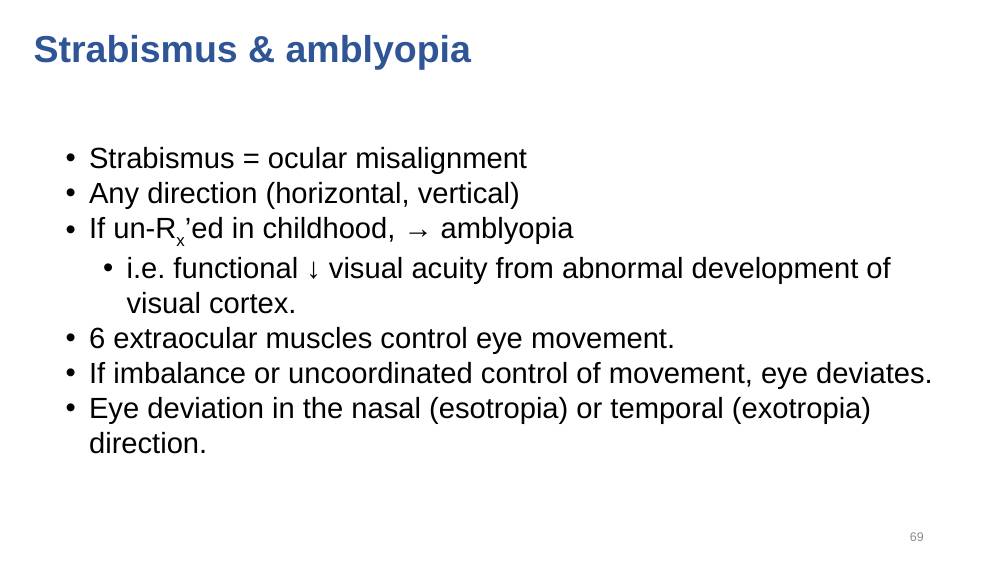 Strabismus & amblyopia
• Strabismus = ocular misalignment
• Any direction (horizontal, vertical)
• If un-Rx’ed in childhood, → amblyopia
• i.e. functional ↓ visual acuity from abnormal development of
visual cortex.
• 6 extraocular muscles control eye movement.
• If imbalance or uncoordinated control of movement, eye deviates.
• Eye deviation in the nasal (esotropia) or temporal (exotropia)
direction.
69